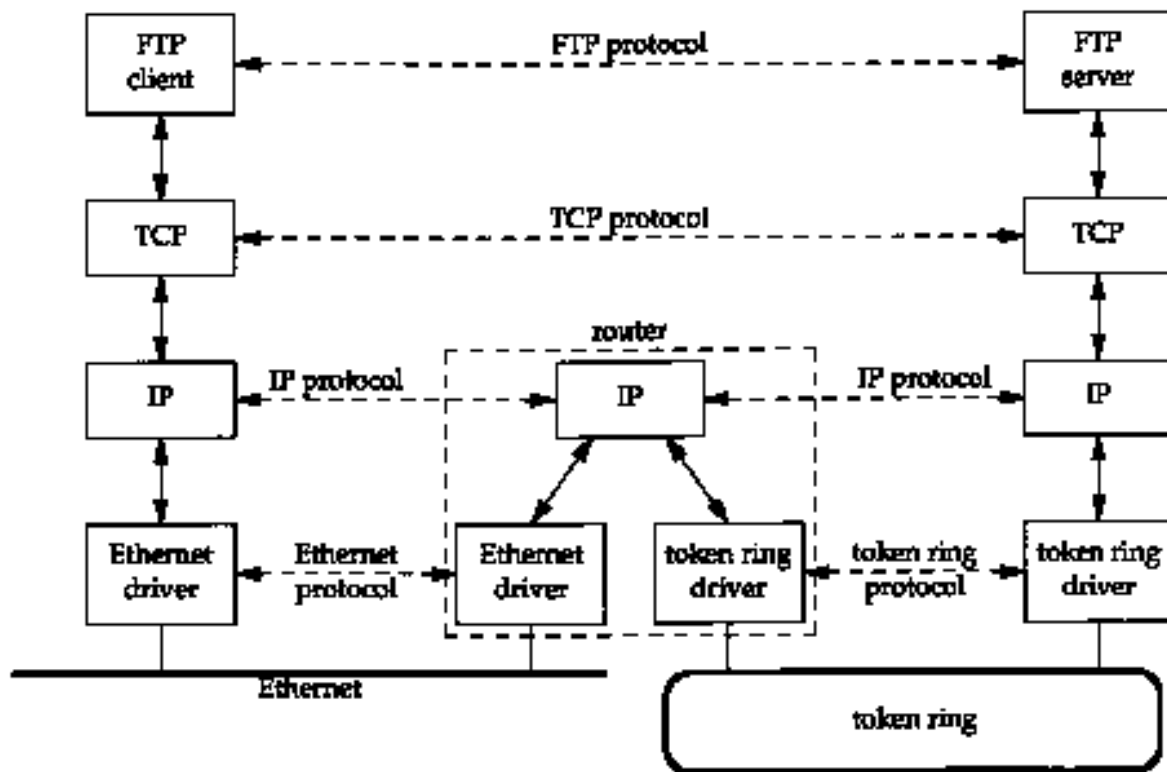 FTP
client
FTP protocol
FTP
server
TCP
TCP protocol
TCP
router
IP
IP protocol
IP
IP protocol
IP
Ethernet
driver
Ethernet
protocol
Ethernet
driver
token ring
driver
token ring
protocol
token ring
driver
Ethernet
token ring